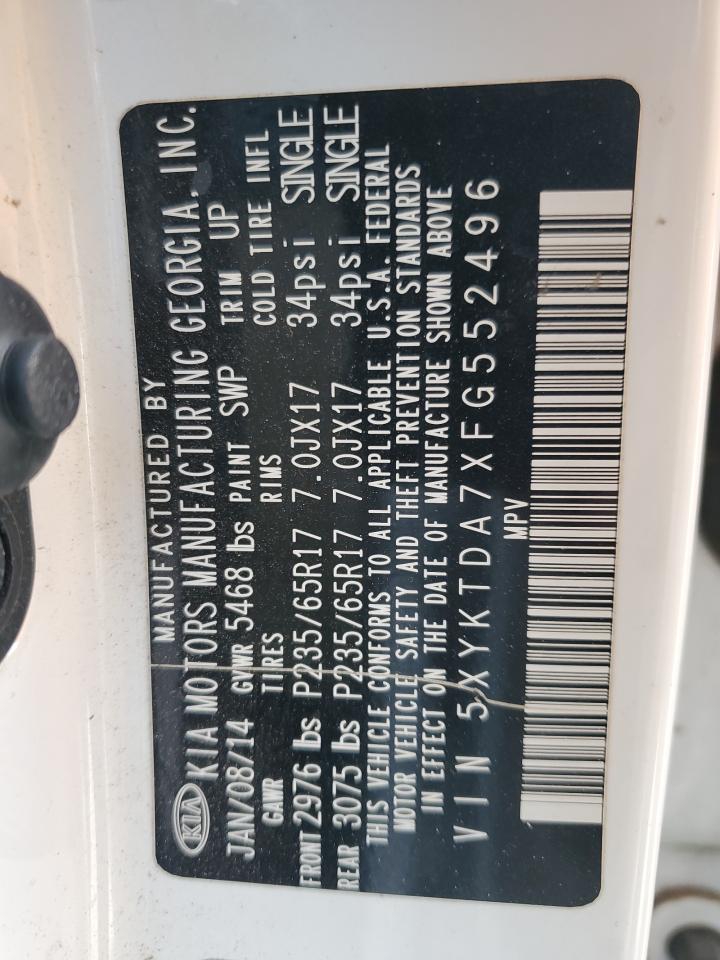 MANUFACTURED BY
KIA KIA MOTORS MANUFACTURING GEORGIA. INC.
JAN/08/14 GVWR 5468 lbs PAINT SWP TRIM UP
GAWR TIRES RIMS COLD TIRE INFL
FRONT 2976 lbs P235/65R17 7.0JX17 34psi SINGLE
REAR 3075 lbs P235/65R17 7.0JX17 34psi SINGLE
THIS VEHICLE CONFORMS TO ALL APPLICABLE U.S.A. FEDERAL
MOTOR VEHICLE SAFETY AND THEFT PREVENTION STANDARDS
IN EFFECT ON THE DATE OF MANUFACTURE SHOWN ABOVE
VIN 5XYKTDA7XFG552496
MPV